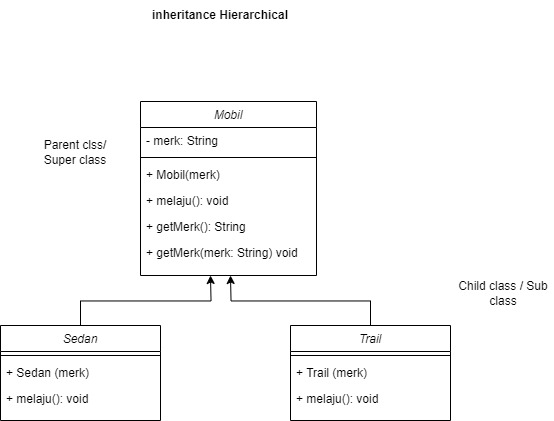 inheritance Hierarchical
Mobil
- merk: String
Parent clss/
Super class
+ Mobil(merk)
+ melaju(): void
+ getMerk(): String
+ getMerk(merk: String) void
Child class / Sub
class
Sedan
+ Sedan (merk)
+ melaju(): void
Trail
+ Trail (merk)
+ melaju(): void